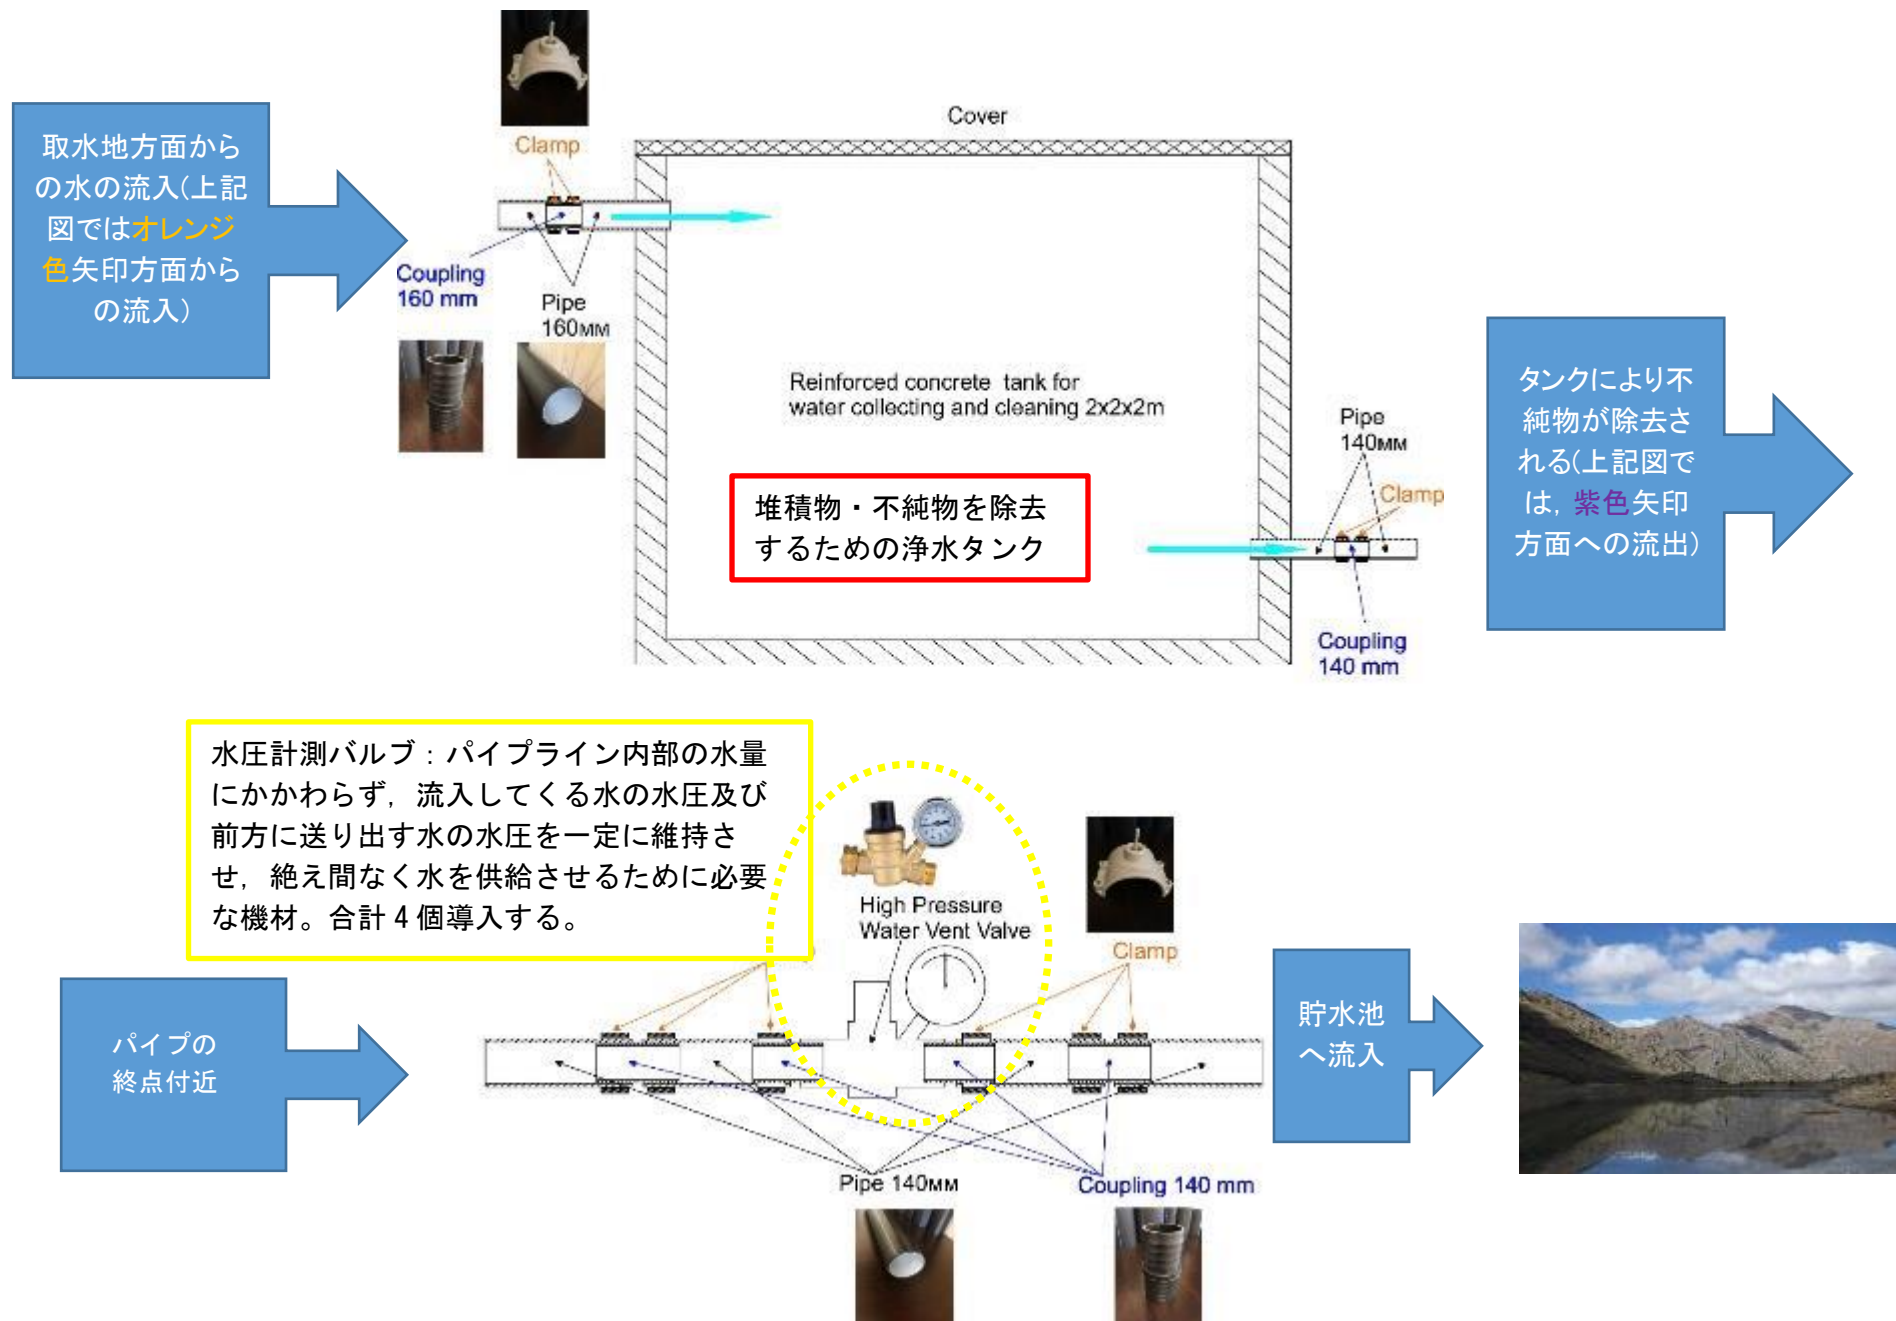 Clamp
Cover
取水地方面から
の水の流入(上記
図ではオレンジ
色矢印方面から
の流入)
Coupling
160 mm
Pipe
160мм
Reinforced concrete tank for
water collecting and cleaning 2x2x2m
堆積物・不純物を除去
するための浄水タンク
Pipe
140мм
Clamp
Coupling
140 mm
タンクにより不
純物が除去さ
れる(上記図で
は,紫色矢印
方面への流出)
水圧計測バルブ：パイプライン内部の水量
にかかわらず，流入してくる水の水圧及び
前方に送り出す水の水圧を一定に維持さ
せ，絶え間なく水を供給させるために必要
な機材。合計４個導入する。
High Pressure
Water Vent Valve
Clamp
パイプの
終点付近
貯水池
へ流入
Pipe 140мм
Coupling 140 mm